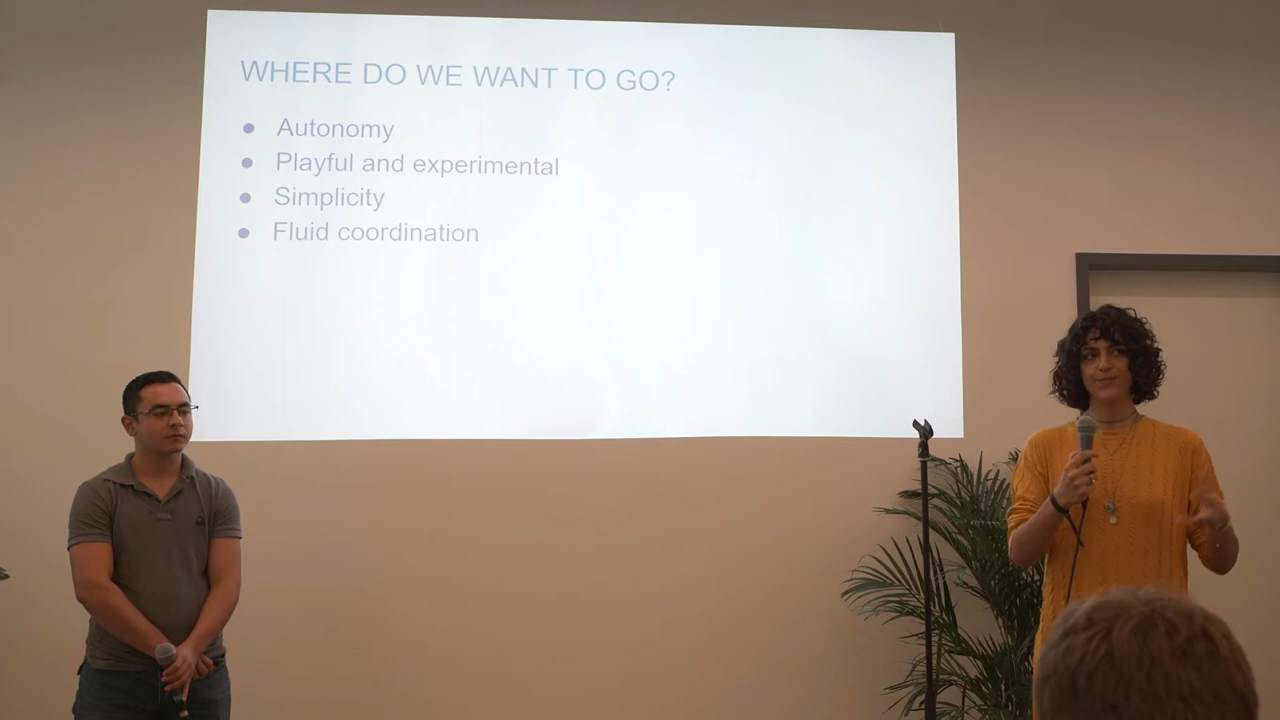 WHERE DO WE WANT TO GO?
● Autonomy
● Playful and experimental
● Simplicity
● Fluid coordination